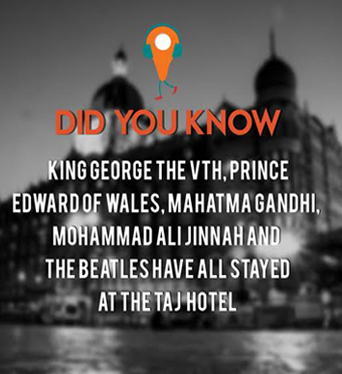 DID YOU KNOW
KING GEORGE THE VTH, PRINCE
EDWARD OF WALES, MAHATMA GANDHI,
MOHAMMAD ALI JINNAH AND
THE BEATLES HAVE ALL STAYED
AT THE TAJ HOTEL